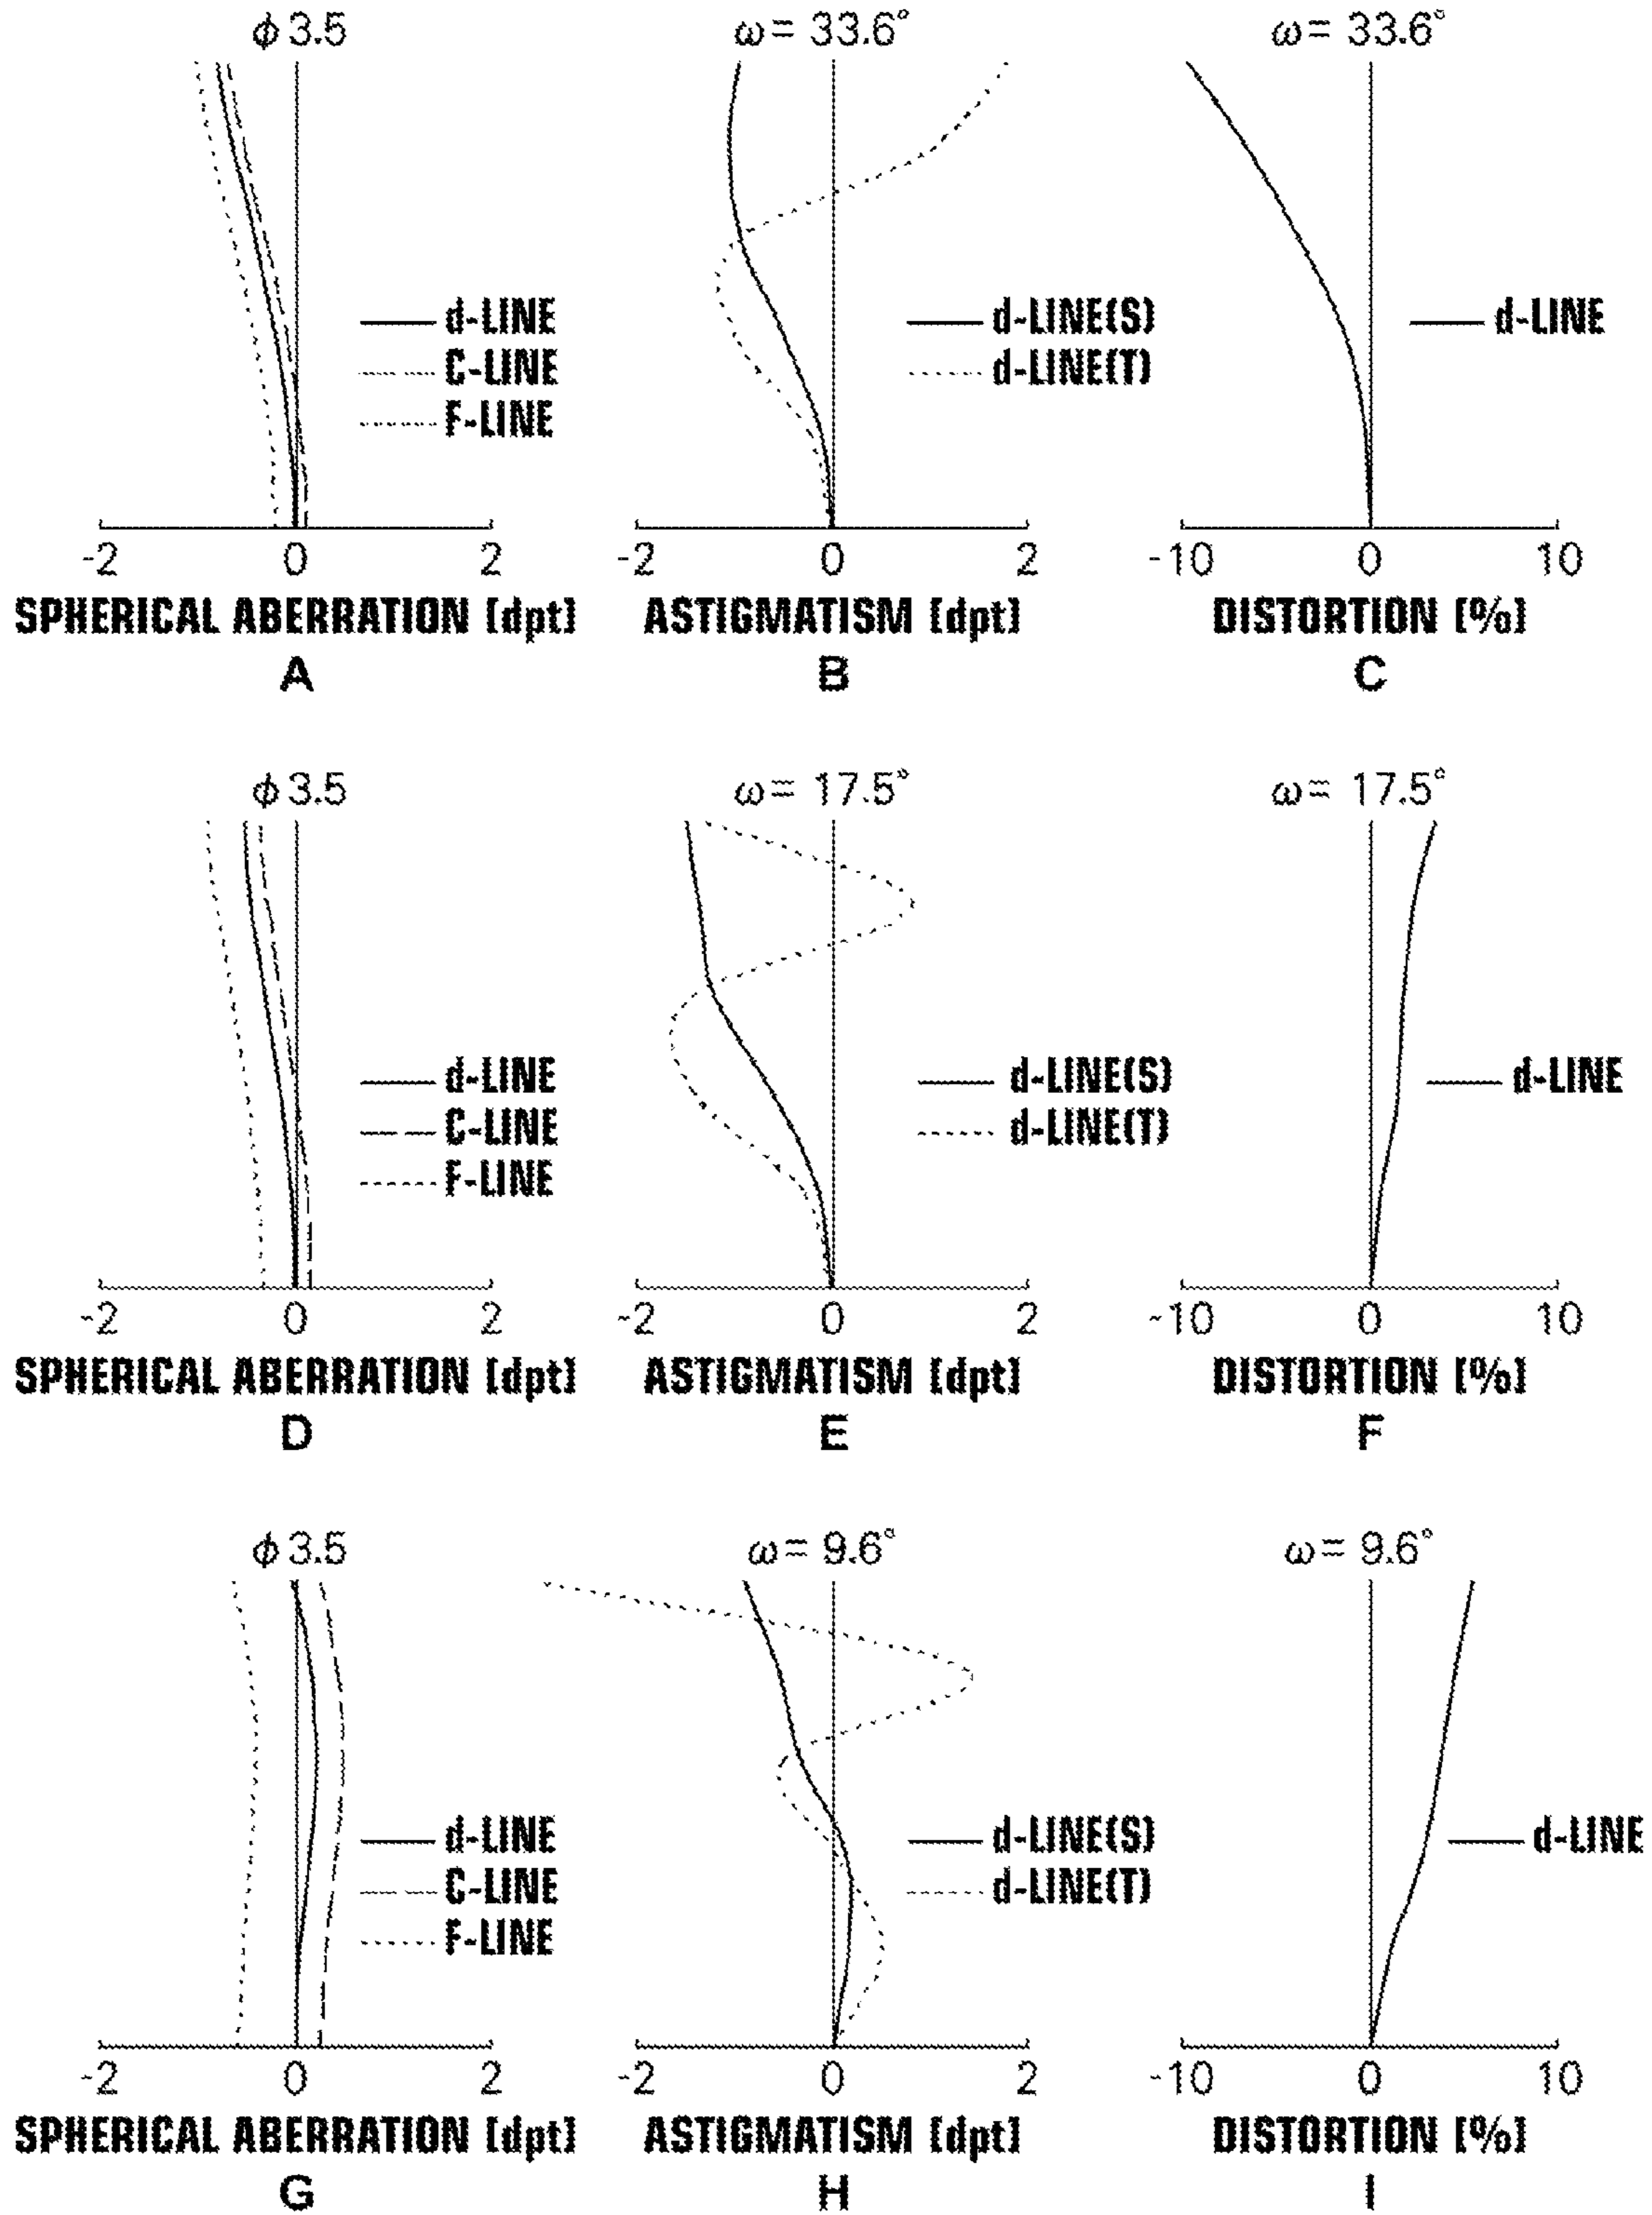 ϕ 3.5
ω = 33.6°
ω = 33.6°
d-LINE
C-LINE
F-LINE
d-LINE(S)
d-LINE(T)
d-LINE
-2 0 2
-2 0 2
-10 0 10
SPHERICAL ABERRATION [dpt]
ASTIGMATISM [dpt]
DISTORTION [%]
A
B
C
ϕ 3.5
ω = 17.5°
ω = 17.5°
d-LINE
C-LINE
F-LINE
d-LINE(S)
d-LINE(T)
d-LINE
-2 0 2
-2 0 2
-10 0 10
SPHERICAL ABERRATION [dpt]
ASTIGMATISM [dpt]
DISTORTION [%]
D
E
F
ϕ 3.5
ω = 9.6°
ω = 9.6°
d-LINE
C-LINE
F-LINE
d-LINE(S)
d-LINE(T)
d-LINE
-2 0 2
-2 0 2
-10 0 10
SPHERICAL ABERRATION [dpt]
ASTIGMATISM [dpt]
DISTORTION [%]
G
H
I